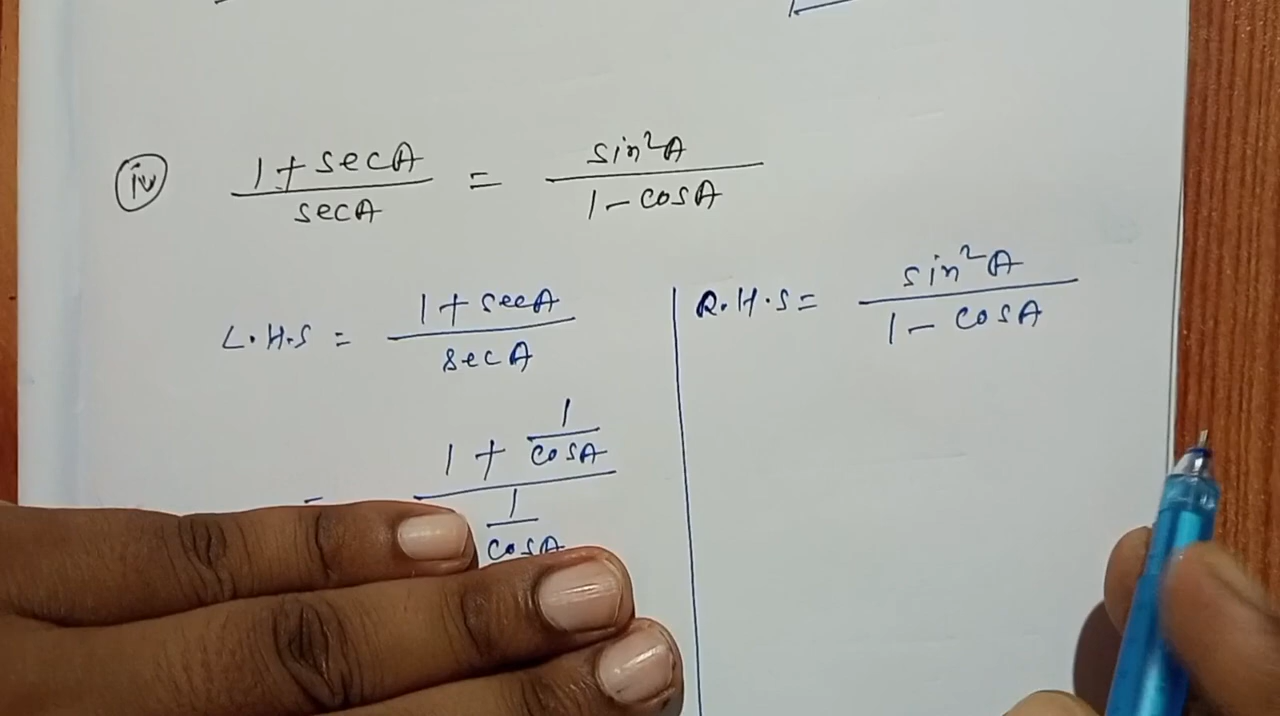 (iv) 1 + secA / secA = sin²A / 1 - cosA
L.H.S = 1 + secA / secA
= 1 + 1/cosA / 1/cosA
R.H.S = sin²A / 1 - cosA